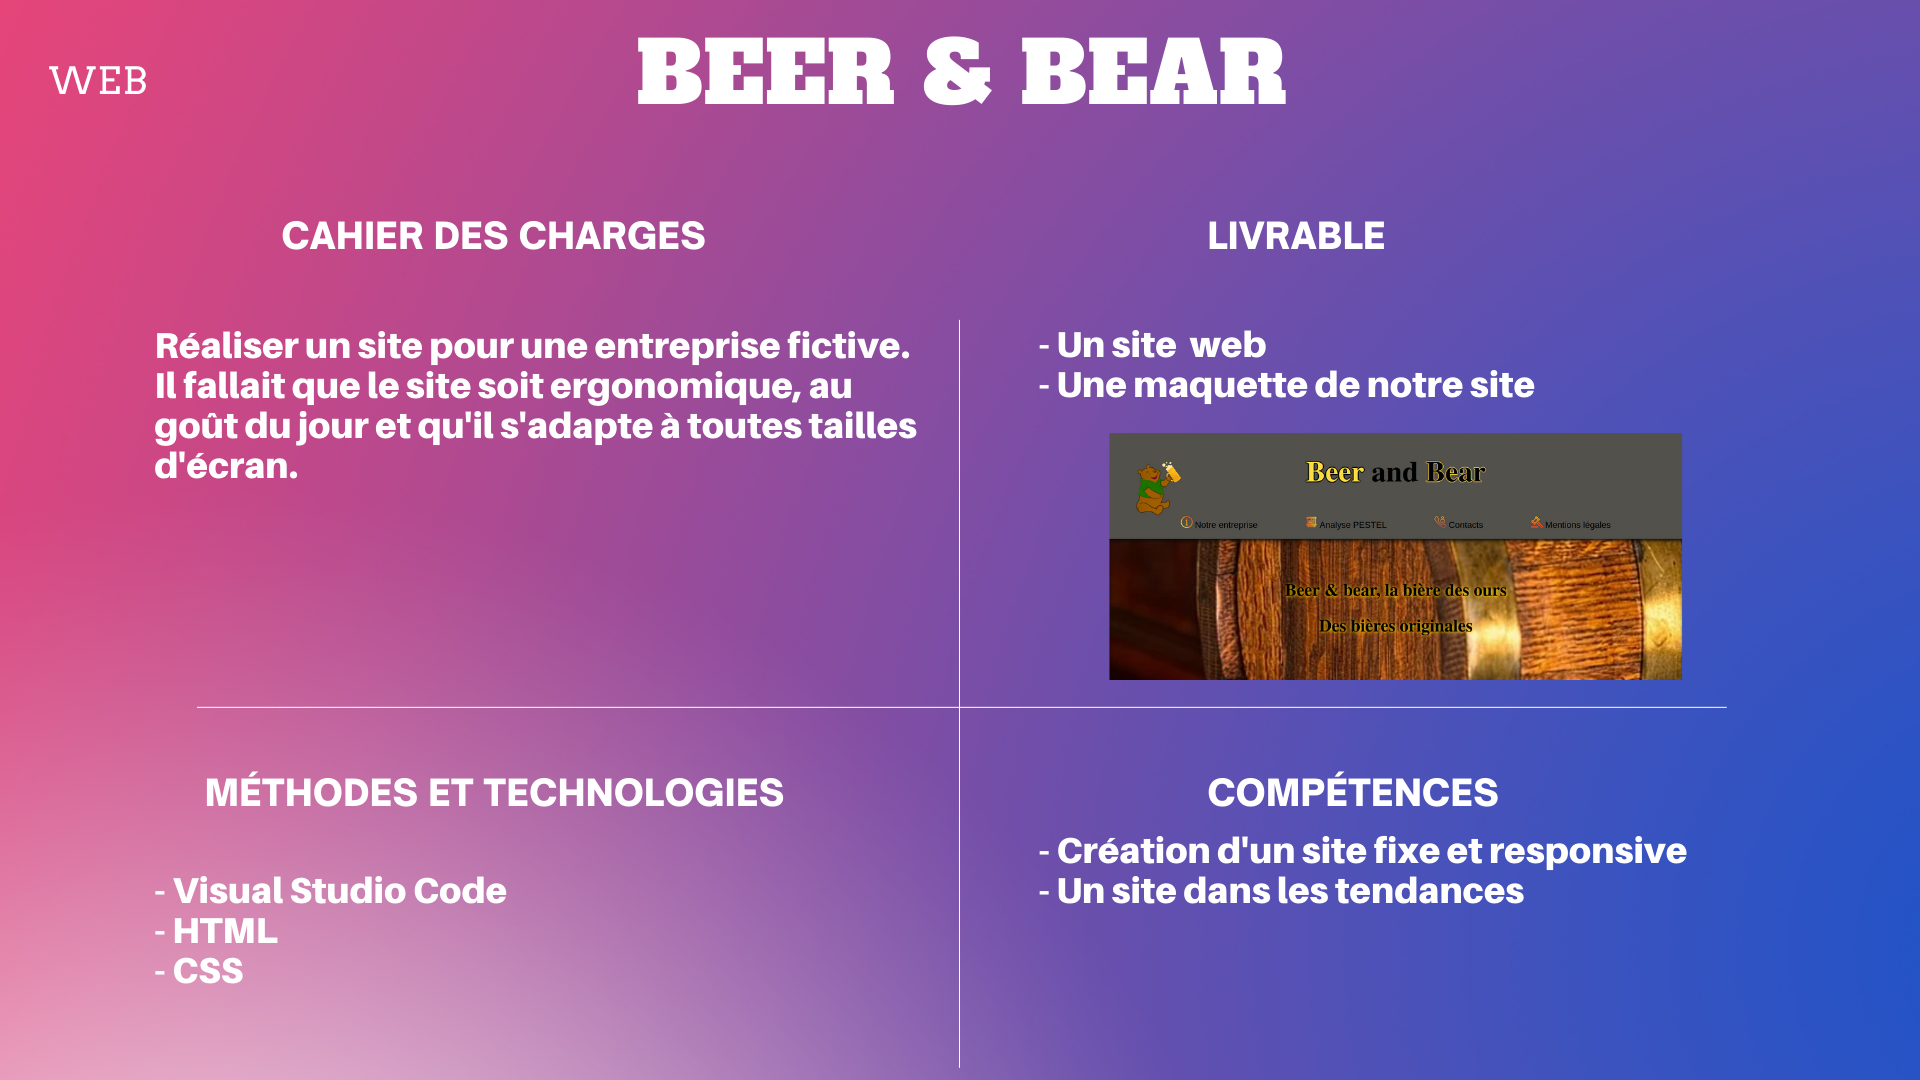 WEB
BEER & BEAR
CAHIER DES CHARGES
Réaliser un site pour une entreprise fictive.
Il fallait que le site soit ergonomique, au
goût du jour et qu'il s'adapte à toutes tailles
d'écran.
LIVRABLE
- Un site  web
- Une maquette de notre site
Beer and Bear
Notre entreprise
Analyse PESTEL
Contacts
Mentions légales
Beer & bear, la bière des ours
Des bières originales
MÉTHODES ET TECHNOLOGIES
- Visual Studio Code
- HTML
- CSS
COMPÉTENCES
- Création d'un site fixe et responsive
- Un site dans les tendances